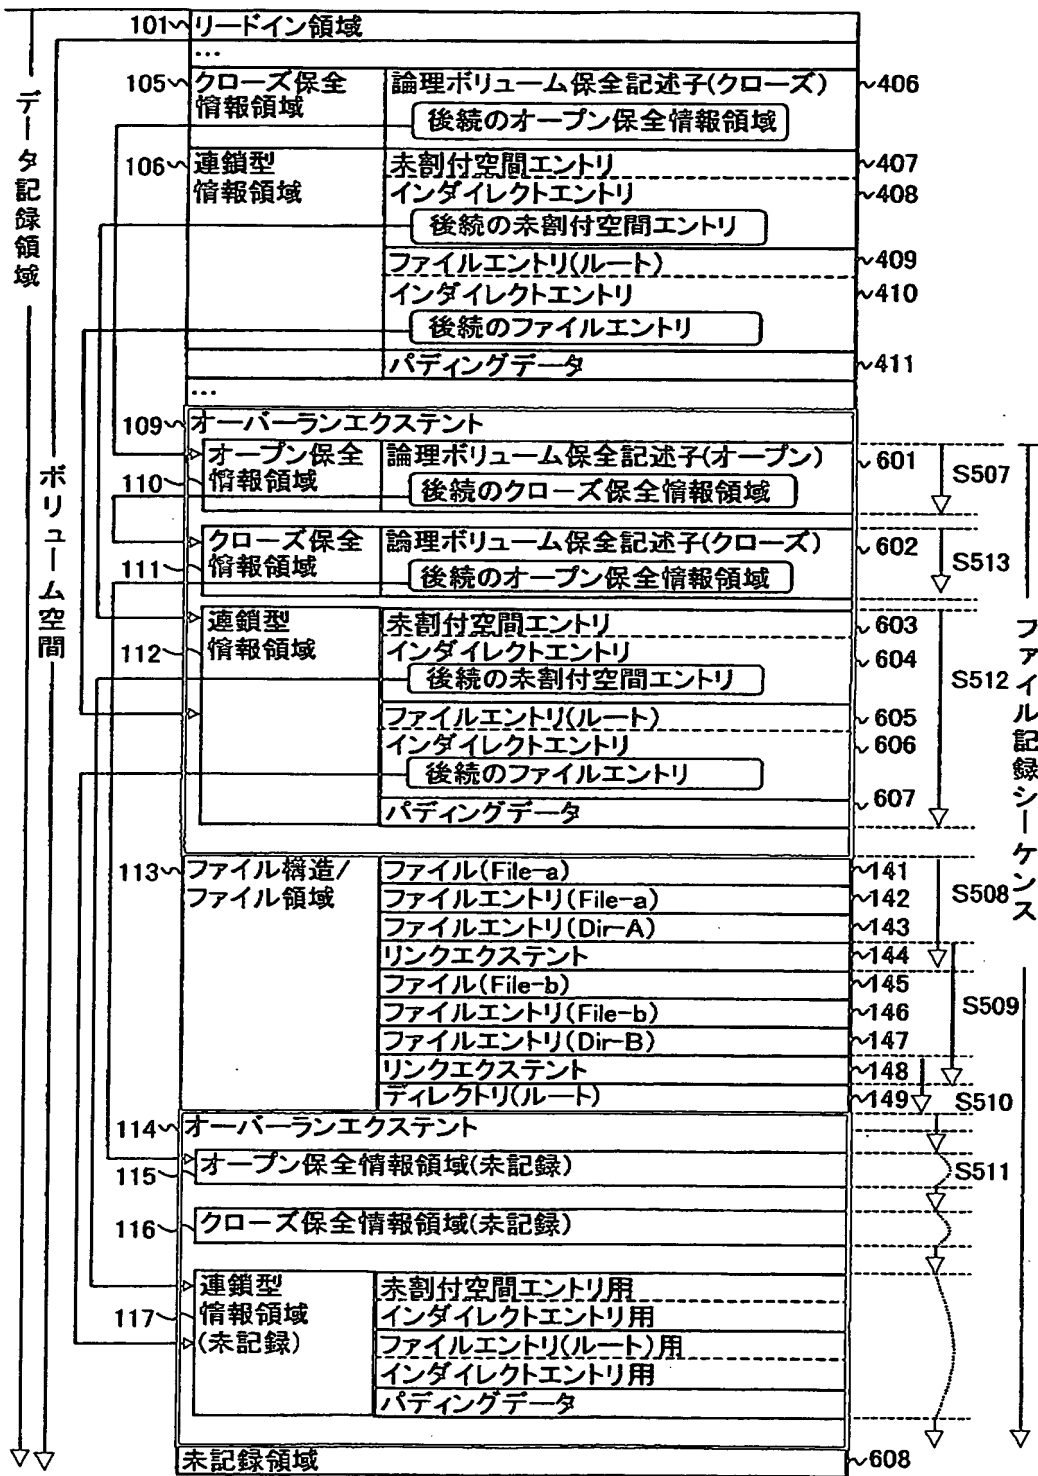 データ記録領域
ボリューム空間
101 リードイン領域
...
105 クローズ保全情報領域 論理ボリューム保全記述子(クローズ) 406
後続のオープン保全情報領域
106 連鎖型情報領域 未割付空間エントリ 407
インダイレクトエントリ 408
後続の未割付空間エントリ
ファイルエントリ(ルート) 409
インダイレクトエントリ 410
後続のファイルエントリ
パディングデータ 411
...
109 オーバーランエクステント
110 オープン保全情報領域 論理ボリューム保全記述子(オープン) 601 S507
後続のクローズ保全情報領域
111 クローズ保全情報領域 論理ボリューム保全記述子(クローズ) 602 S513
後続のオープン保全情報領域
112 連鎖型情報領域 未割付空間エントリ 603
インダイレクトエントリ 604 S512
後続の未割付空間エントリ
ファイルエントリ(ルート) 605
インダイレクトエントリ 606
後続のファイルエントリ
パディングデータ 607
ファイル記録シーケンス
113 ファイル構造/ファイル領域 ファイル(File-a) 141
ファイルエントリ(File-a) 142 S508
ファイルエントリ(Dir-A) 143
リンクエクステント 144
ファイル(File-b) 145
ファイルエントリ(File-b) 146 S509
ファイルエントリ(Dir-B) 147
リンクエクステント 148
ディレクトリ(ルート) 149 S510
114 オーバーランエクステント
115 オープン保全情報領域(未記録) S511
116 クローズ保全情報領域(未記録)
117 連鎖型情報領域(未記録) 未割付空間エントリ用
インダイレクトエントリ用
ファイルエントリ(ルート)用
インダイレクトエントリ用
パディングデータ
未記録領域 608